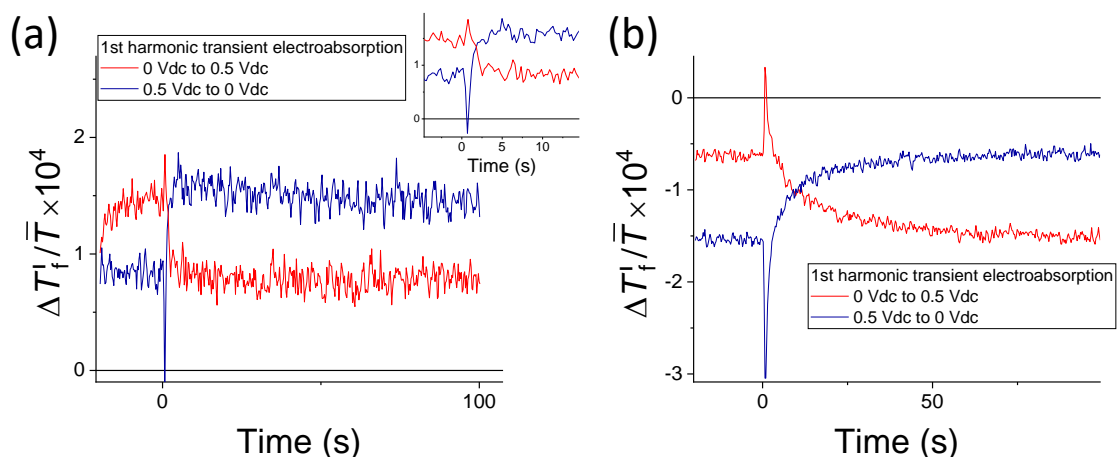 (a)
1st harmonic transient electroabsorption
0 Vdc to 0.5 Vdc
0.5 Vdc to 0 Vdc
2
1
0
ΔT'f/T̅ ×10⁴
0
100
Time (s)
1
0
0
5
10
Time (s)
(b)
0
-1
-2
-3
ΔT'f/T̅ ×10⁴
1st harmonic transient electroabsorption
0 Vdc to 0.5 Vdc
0.5 Vdc to 0 Vdc
0
50
Time (s)